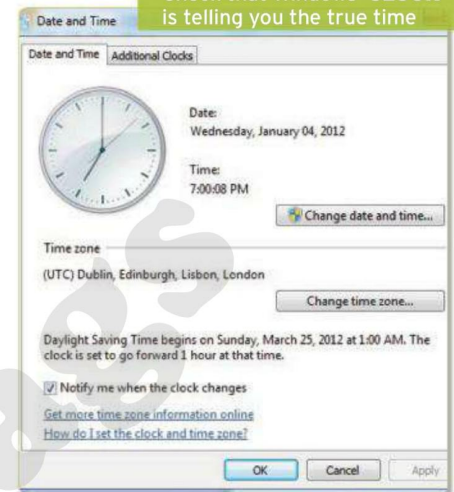 is telling you the true time
Date and Time
Date and Time Additional Clocks
Date:
Wednesday, January 04, 2012
Time:
7:00:08 PM
Change date and time...
Time zone
(UTC) Dublin, Edinburgh, Lisbon, London
Change time zone...
Daylight Saving Time begins on Sunday, March 25, 2012 at 1:00 AM. The
clock is set to go forward 1 hour at that time.
Notify me when the clock changes
Get more time zone information online
How do I set the clock and time zone?
OK Cancel Apply